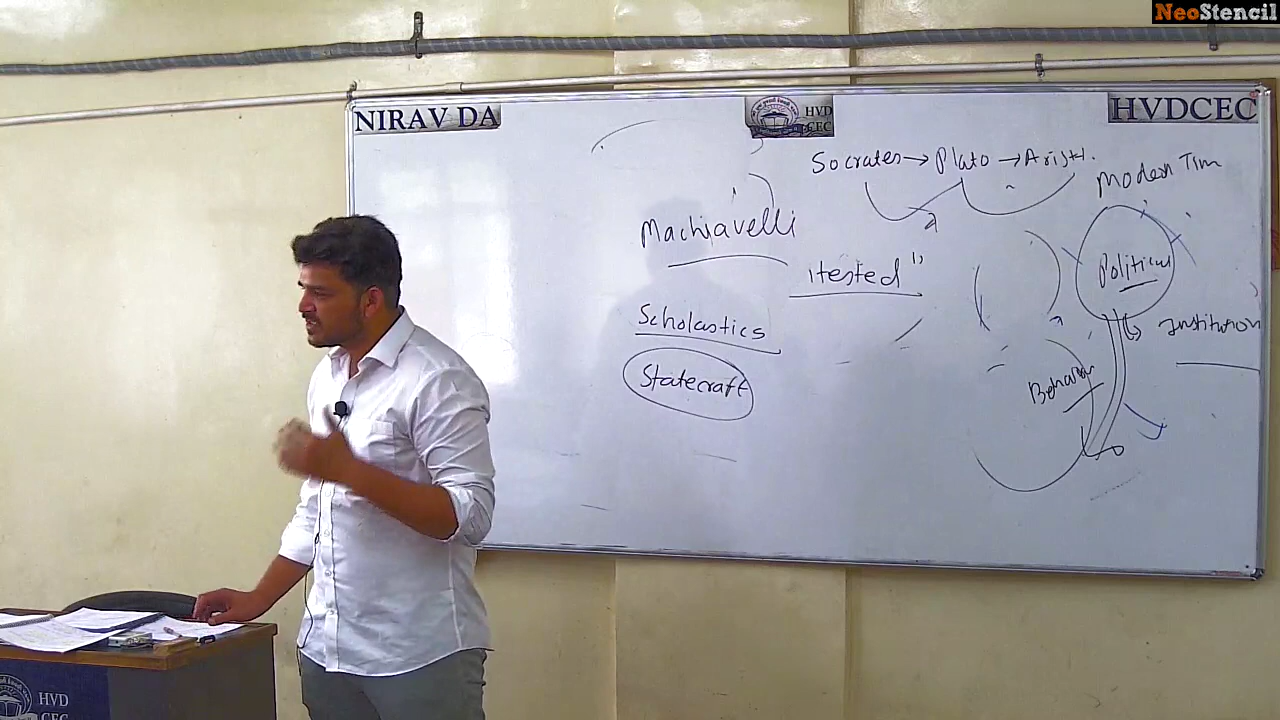 NeoStencil
NIRAV DA
HVD
CEC
HVDCEC
Socrates → Plato → Arist.
Modern Tim
Machiavelli
Political
itested
Scholastics
Institution
Statecraft
Behavior
HVD
CEC